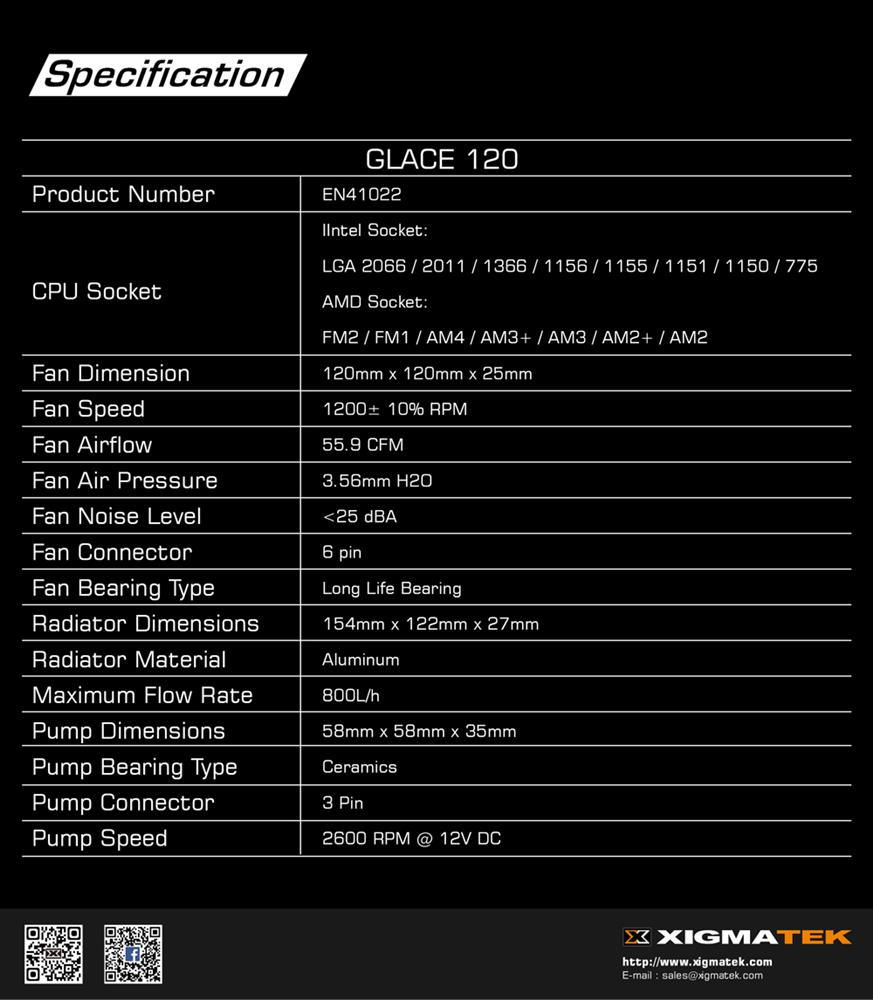 Specification
GLACE 120
Product Number EN41022
CPU Socket
IIntel Socket:
LGA 2066 / 2011 / 1366 / 1156 / 1155 / 1151 / 1150 / 775
AMD Socket:
FM2 / FM1 / AM4 / AM3+ / AM3 / AM2+ / AM2
Fan Dimension 120mm x 120mm x 25mm
Fan Speed 1200± 10% RPM
Fan Airflow 55.9 CFM
Fan Air Pressure 3.56mm H2O
Fan Noise Level <25 dBA
Fan Connector 6 pin
Fan Bearing Type Long Life Bearing
Radiator Dimensions 154mm x 122mm x 27mm
Radiator Material Aluminum
Maximum Flow Rate 800L/h
Pump Dimensions 58mm x 58mm x 35mm
Pump Bearing Type Ceramics
Pump Connector 3 Pin
Pump Speed 2600 RPM @ 12V DC
XIGMATEK
http://www.xigmatek.com
E-mail : sales@xigmatek.com